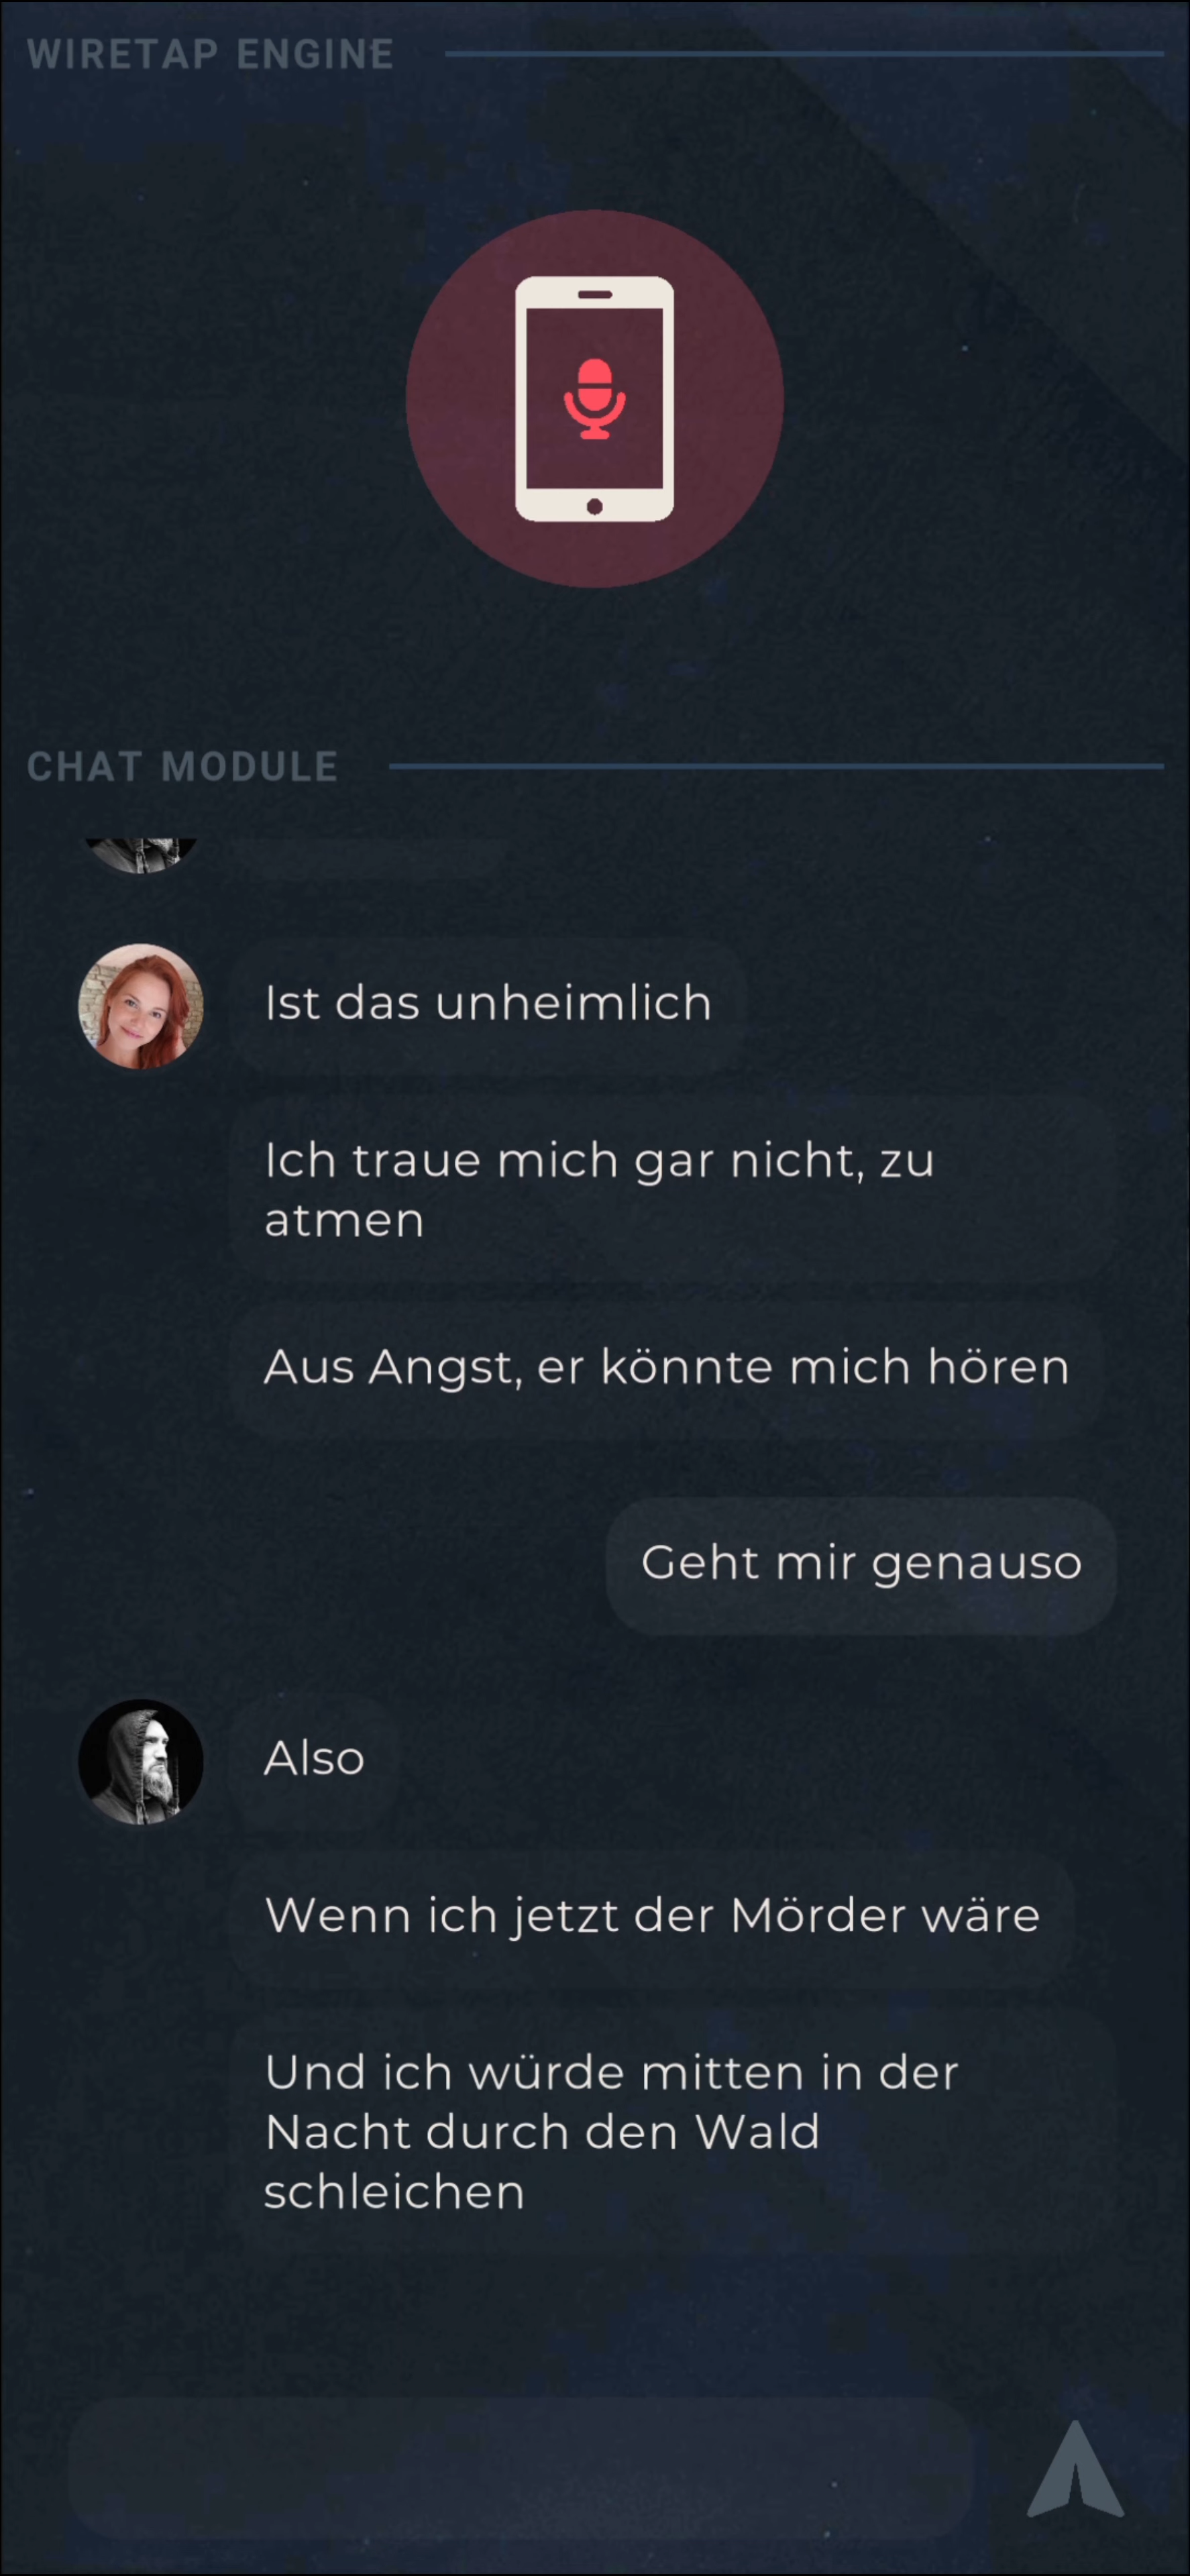 WIRETAP ENGINE
CHAT MODULE
Ist das unheimlich
Ich traue mich gar nicht, zu
atmen
Aus Angst, er könnte mich hören
Geht mir genauso
Also
Wenn ich jetzt der Mörder wäre
Und ich würde mitten in der
Nacht durch den Wald
schleichen